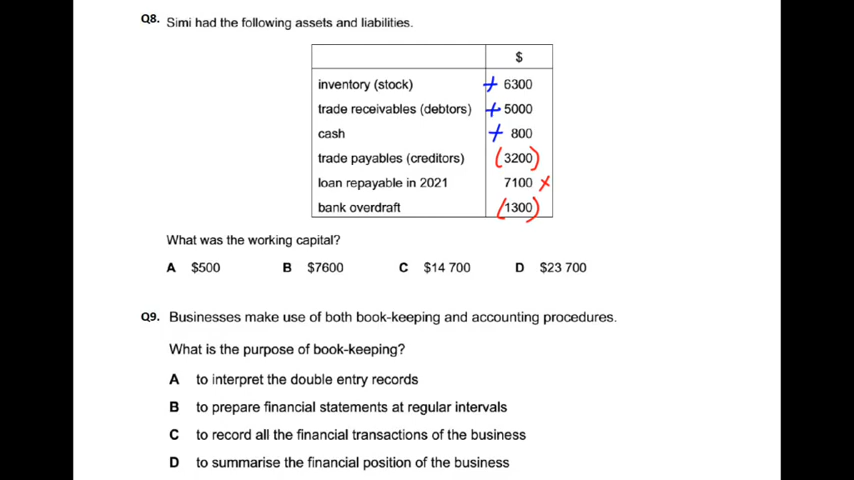 Q8. Simi had the following assets and liabilities.
$
inventory (stock) + 6300
trade receivables (debtors) + 5000
cash + 800
trade payables (creditors) (3200)
loan repayable in 2021 7100 x
bank overdraft (1300)
What was the working capital?
A $500 B $7600 C $14 700 D $23 700
Q9. Businesses make use of both book-keeping and accounting procedures.
What is the purpose of book-keeping?
A to interpret the double entry records
B to prepare financial statements at regular intervals
C to record all the financial transactions of the business
D to summarise the financial position of the business